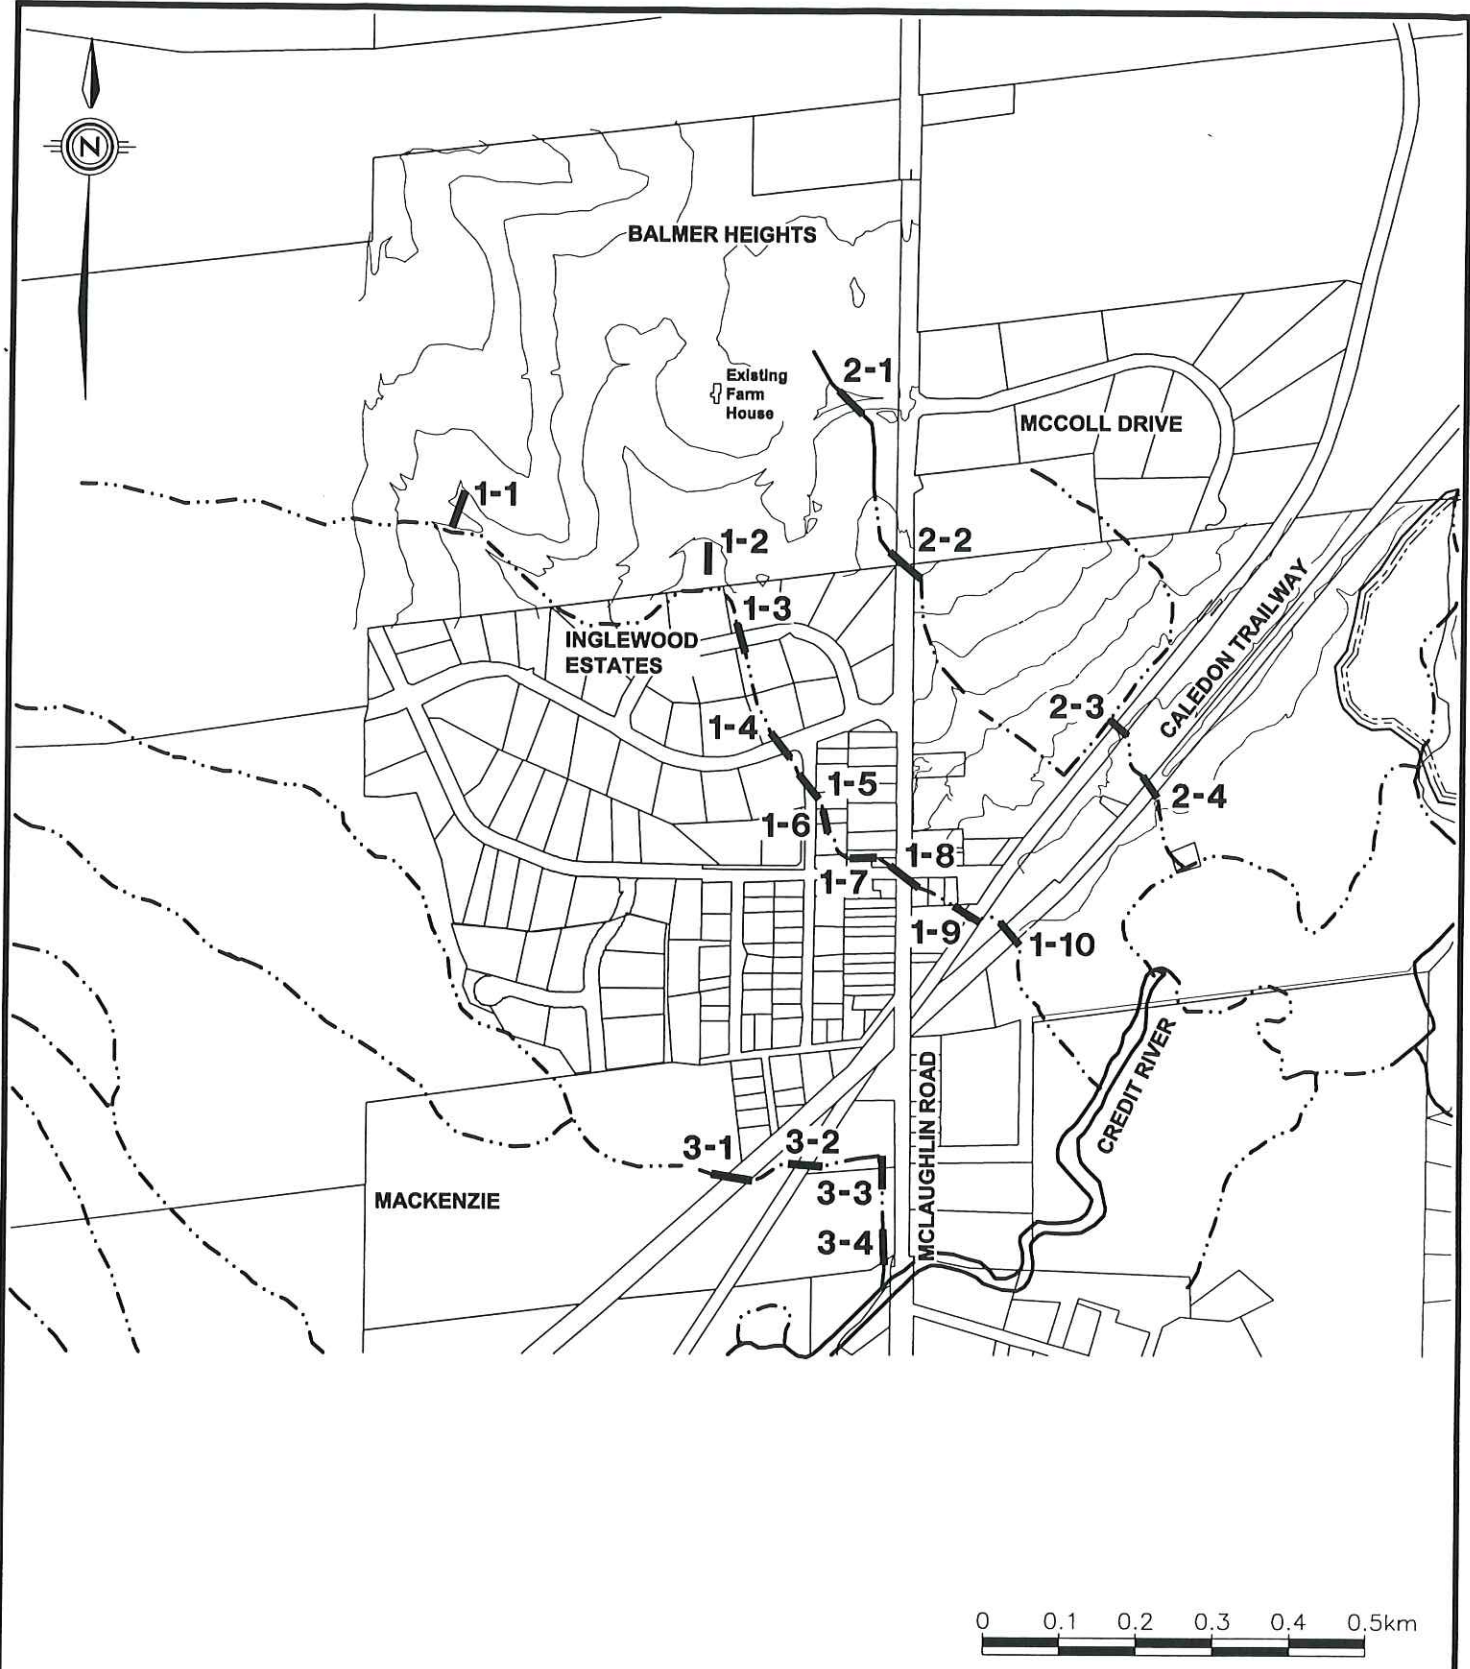 N
BALMER HEIGHTS
2-1
Existing
Farm
House
MCCOLL DRIVE
1-1
1-2
2-2
1-3
INGLEWOOD
ESTATES
CALEDON TRAILWAY
2-3
1-4
1-5
2-4
1-6
1-8
1-7
1-9
1-10
MCLAUGHLIN ROAD
CREDIT RIVER
3-1
3-2
MACKENZIE
3-3
3-4
0 0.1 0.2 0.3 0.4 0.5km